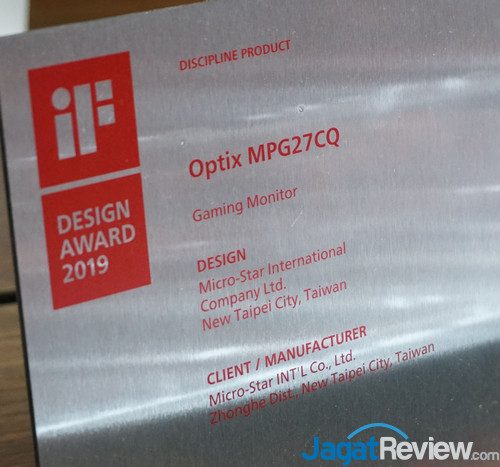 iF
DESIGN
AWARD
2019
DISCIPLINE PRODUCT
Optix MPG27CQ
Gaming Monitor
DESIGN
Micro-Star International
Company Ltd.
New Taipei City, Taiwan
CLIENT / MANUFACTURER
Micro-Star INT'L Co., Ltd.
Zhonghe Dist., New Taipei City, Taiwan
JagatReview.com